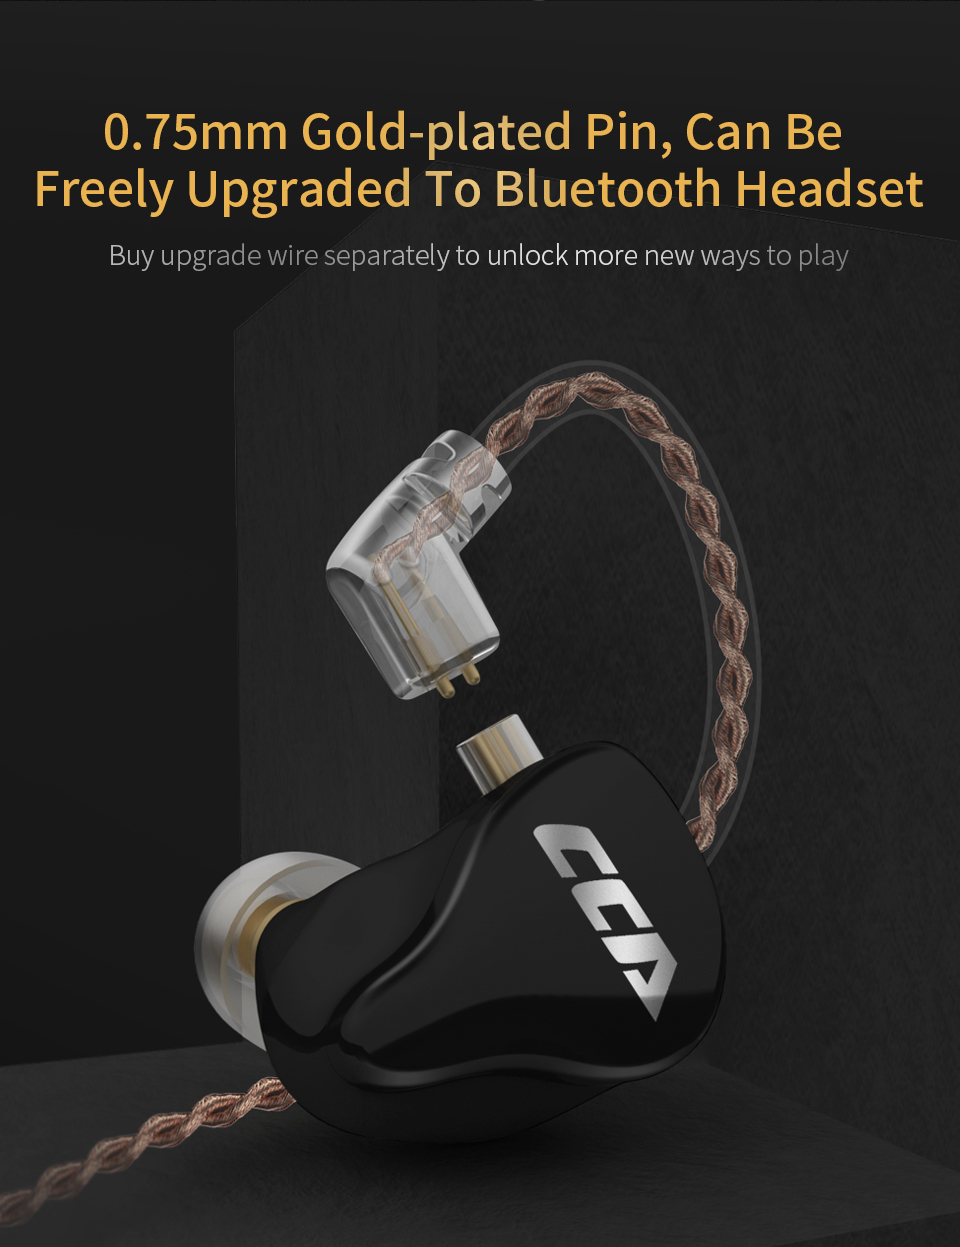 0.75mm Gold-plated Pin, Can Be
Freely Upgraded To Bluetooth Headset
Buy upgrade wire separately to unlock more new ways to play
CCA